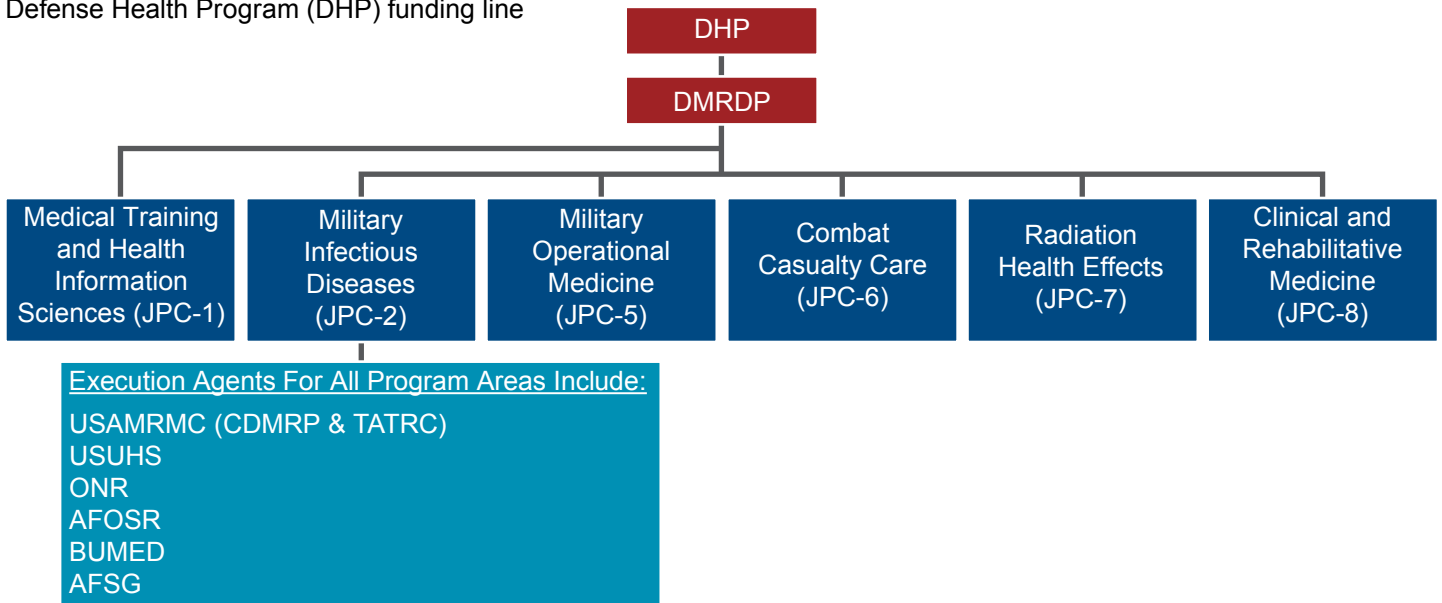 Defense Health Program (DHP) funding line
DHP
DMRDP
Medical Training
and Health
Information
Sciences (JPC-1)
Military
Infectious
Diseases
(JPC-2)
Military
Operational
Medicine
(JPC-5)
Combat
Casualty Care
(JPC-6)
Radiation
Health Effects
(JPC-7)
Clinical and
Rehabilitative
Medicine
(JPC-8)
Execution Agents For All Program Areas Include:
USAMRMC (CDMRP & TATRC)
USUHS
ONR
AFOSR
BUMED
AFSG